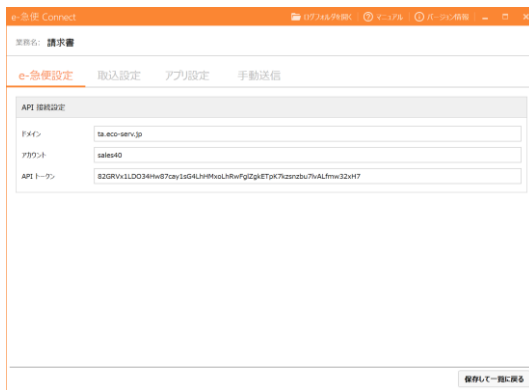 e-急便 Connect ログフォルダを開く マニュアル バージョン情報
業務名: 請求書
e-急便設定 取込設定 アプリ設定 手動送信
API 接続設定
ドメイン ta.eco-serv.jp
アカウント sales40
API トークン 82GRVx1LDO34Hw87cay1sG4LhHMxoLhRwFglZgkETpK7kzsnzbu7lvALfmw32xH7
保存して一覧に戻る